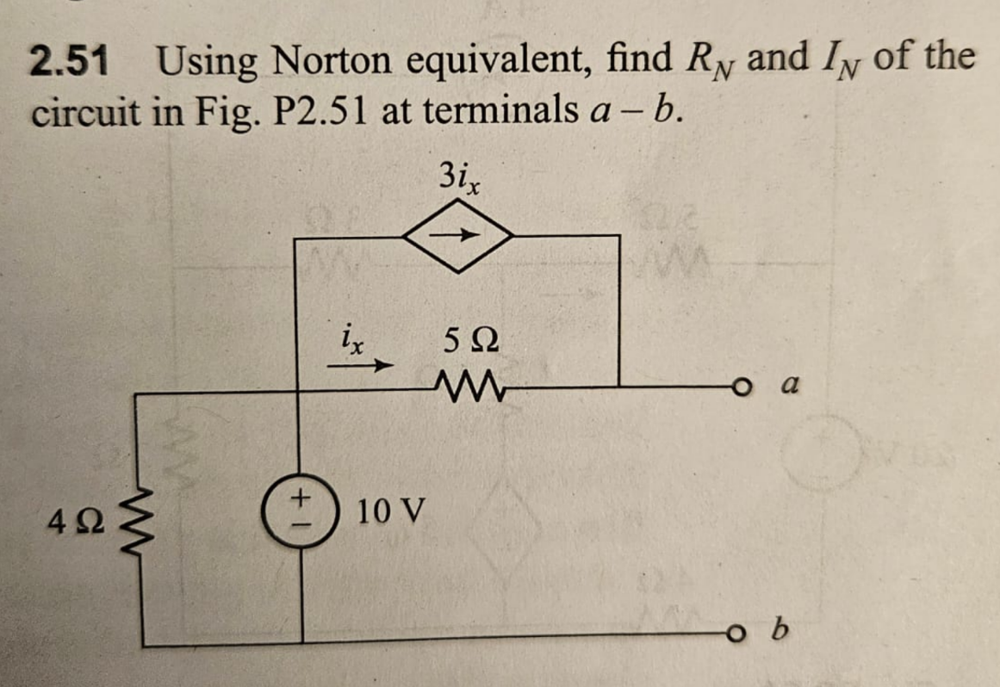 2.51 Using Norton equivalent, find R_N and I_N of the
circuit in Fig. P2.51 at terminals a – b.
3i_x
i_x 5 Ω
a
+
−
4 Ω 10 V
b